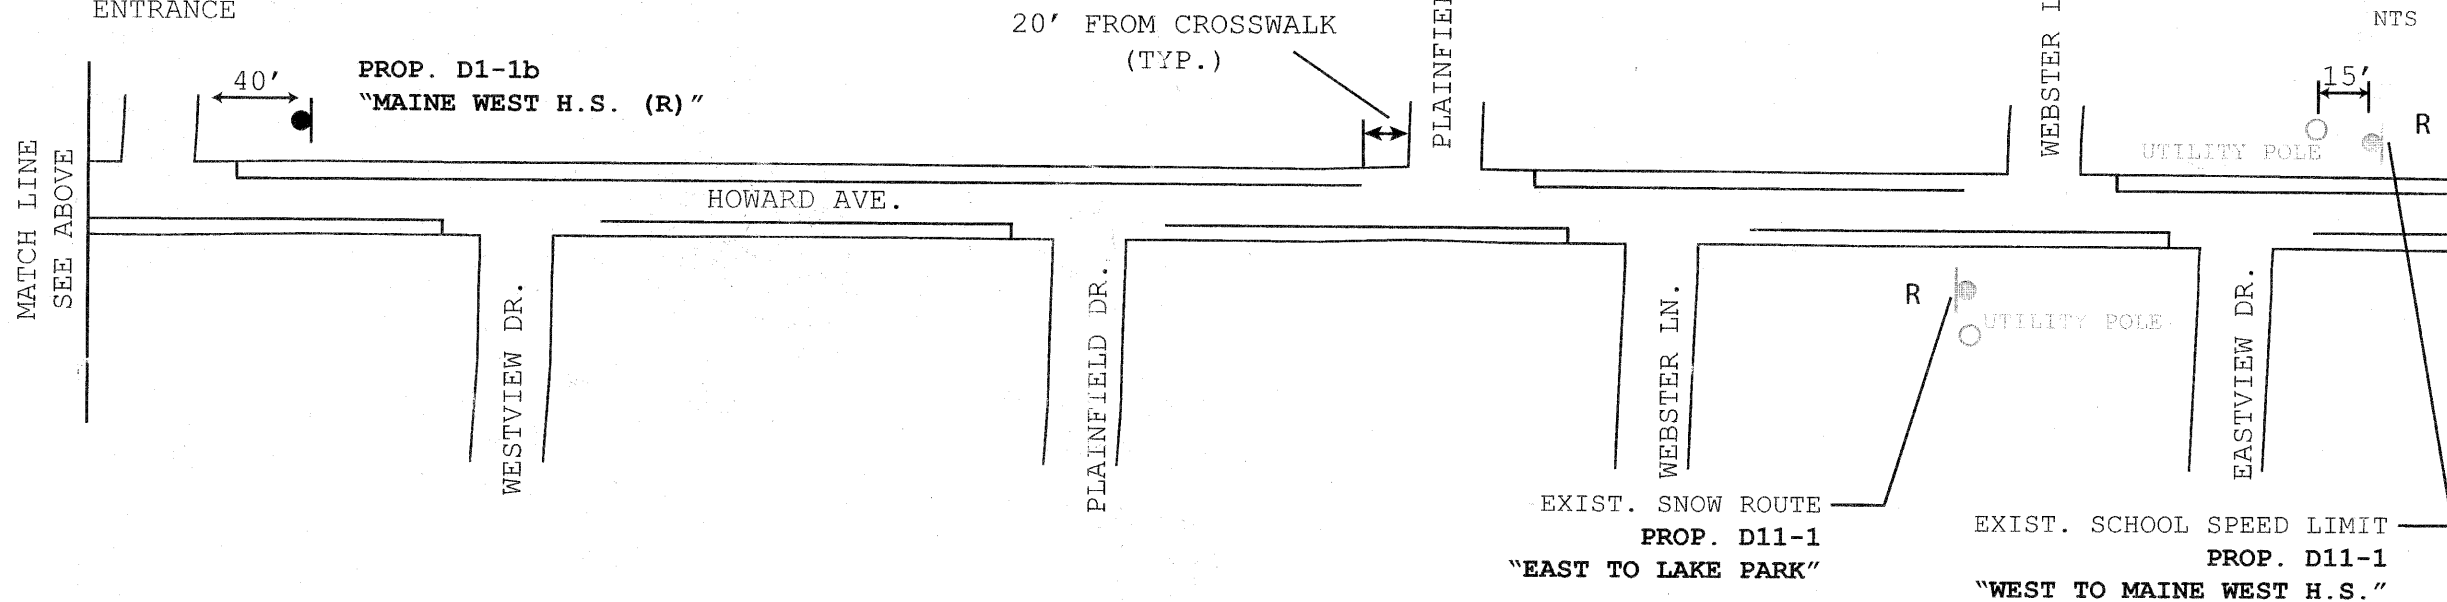 ENTRANCE
20' FROM CROSSWALK
(TYP.)
NTS
40'
PROP. D1-1b
"MAINE WEST H.S. (R)"
15'
R
UTILITY POLE
MATCH LINE
SEE ABOVE
HOWARD AVE.
WESTVIEW DR.
PLAINFIELD DR.
WEBSTER LN.
EASTVIEW DR.
R
UTILITY POLE
EXIST. SNOW ROUTE
PROP. D11-1
"EAST TO LAKE PARK"
EXIST. SCHOOL SPEED LIMIT
PROP. D11-1
"WEST TO MAINE WEST H.S."